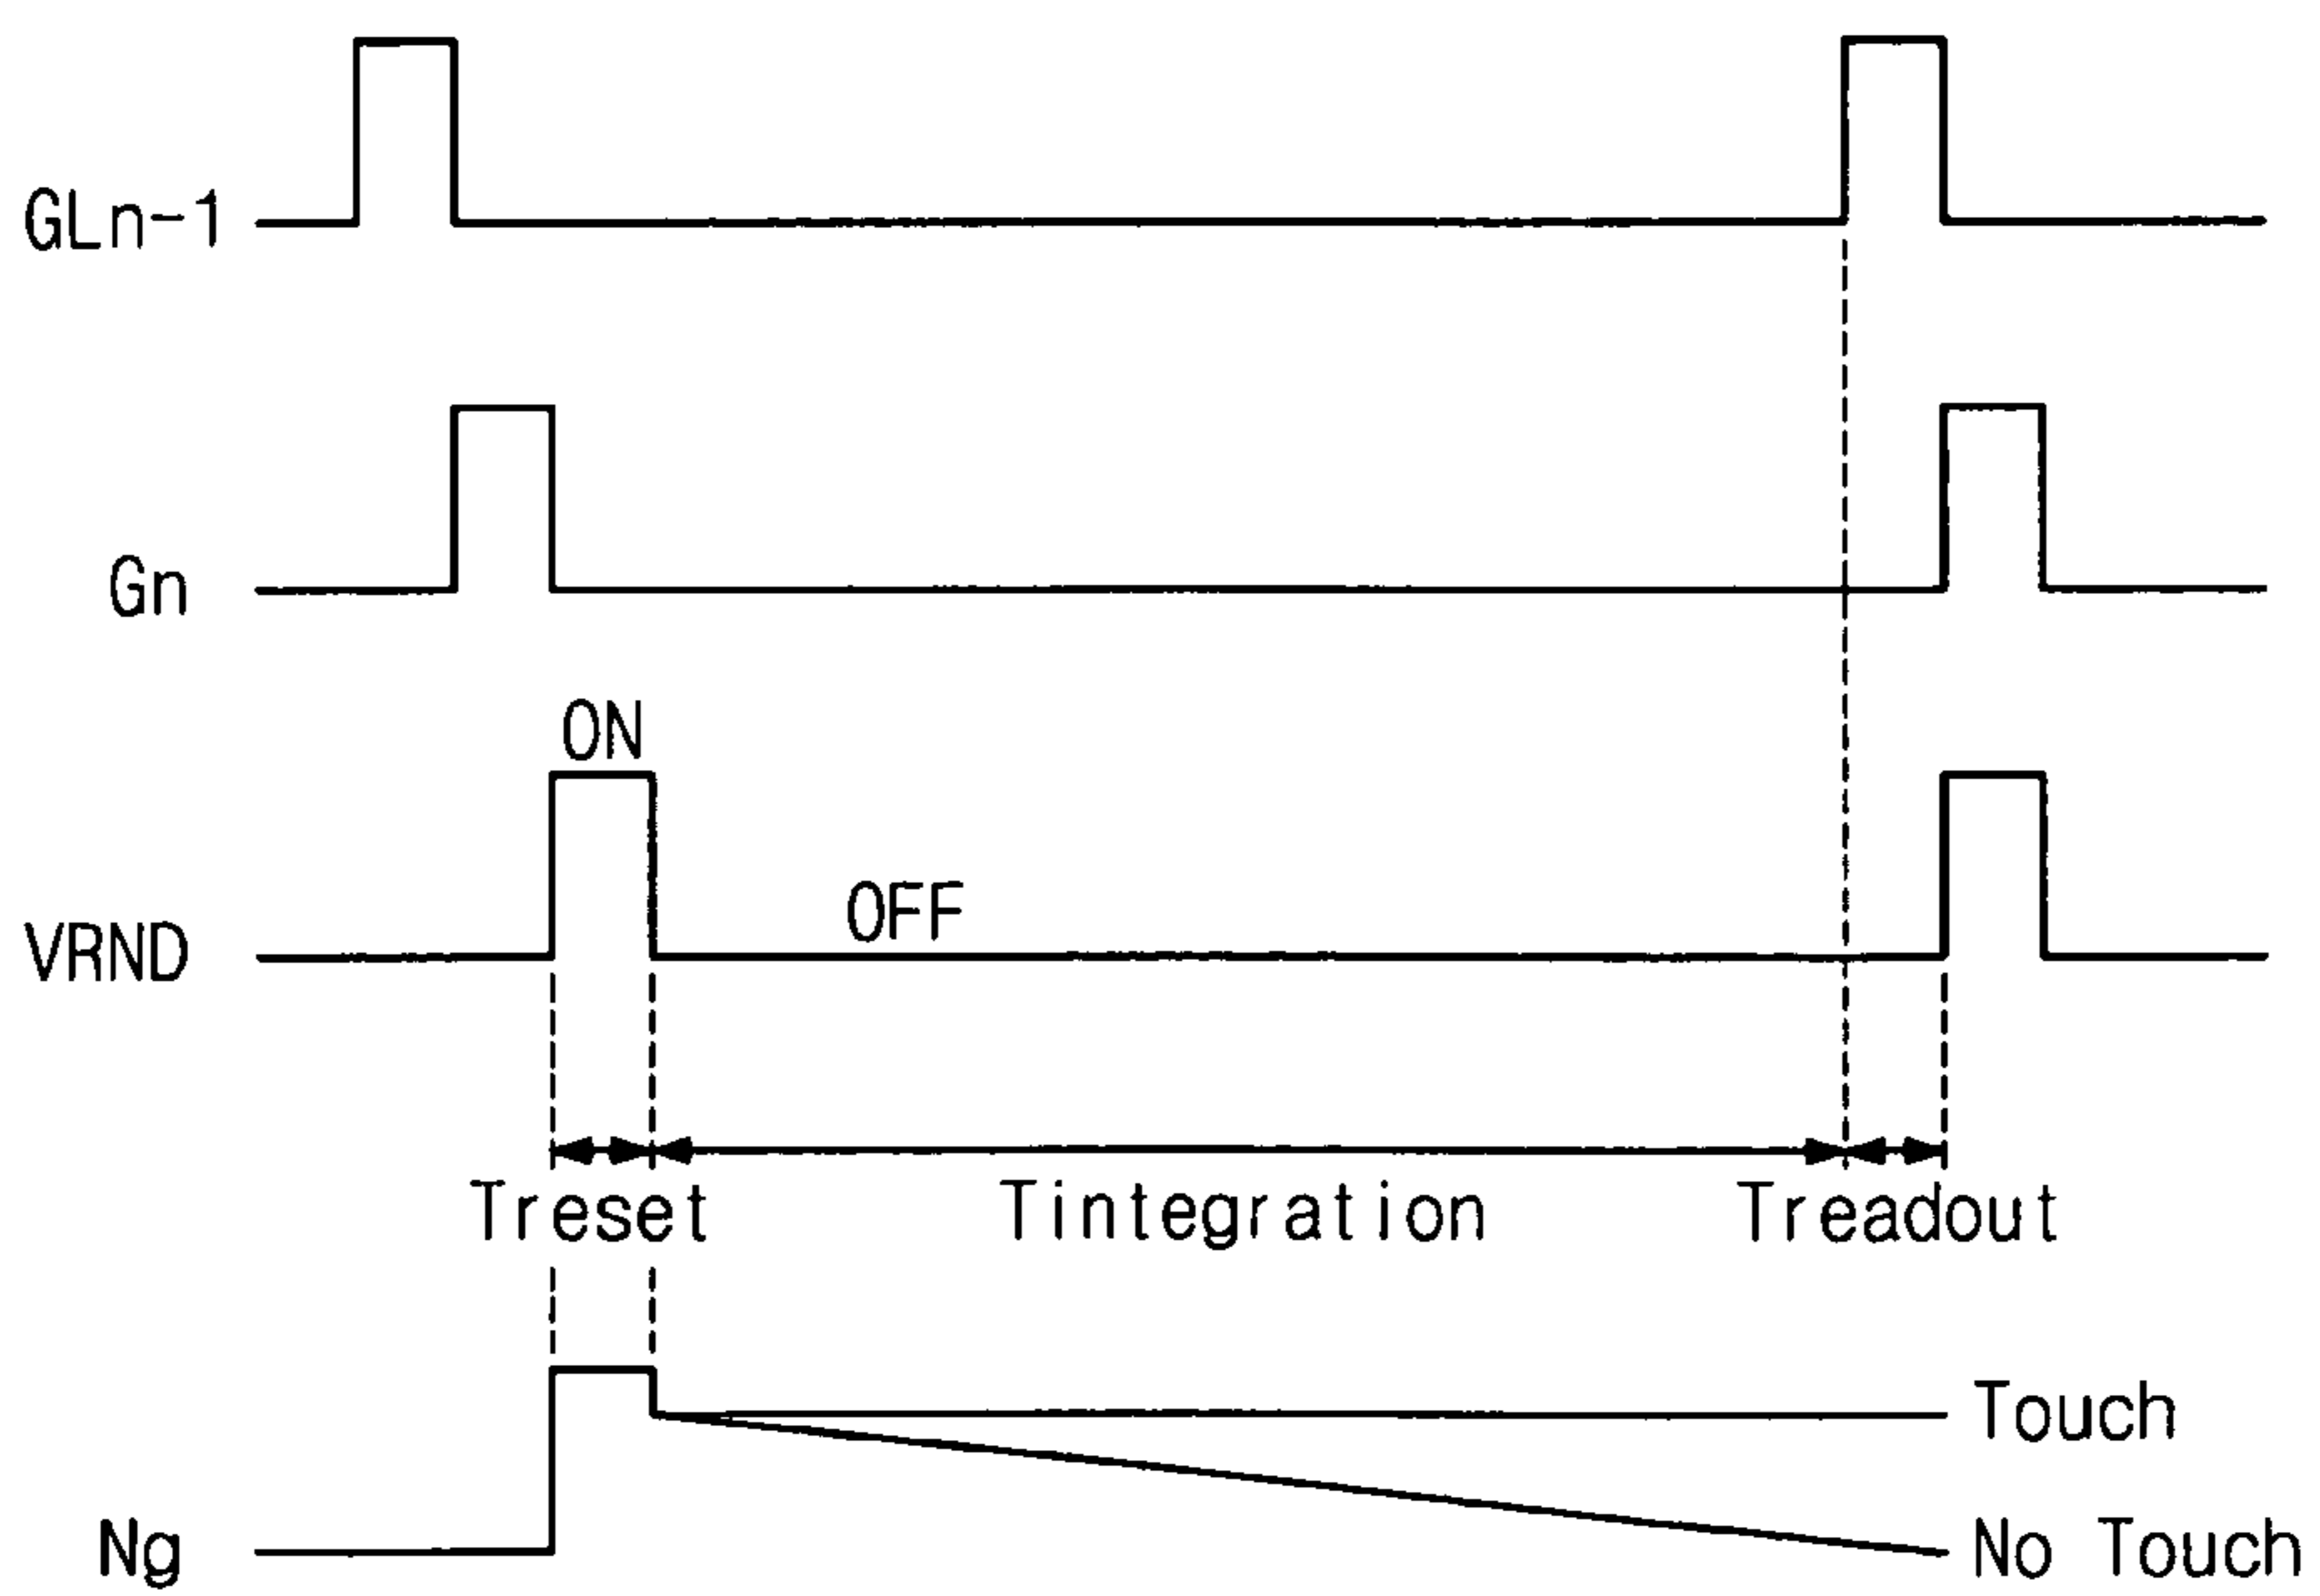 GLn-1
Gn
ON
OFF
VRND
Treset Tintegration Treadout
Touch
Ng
No Touch